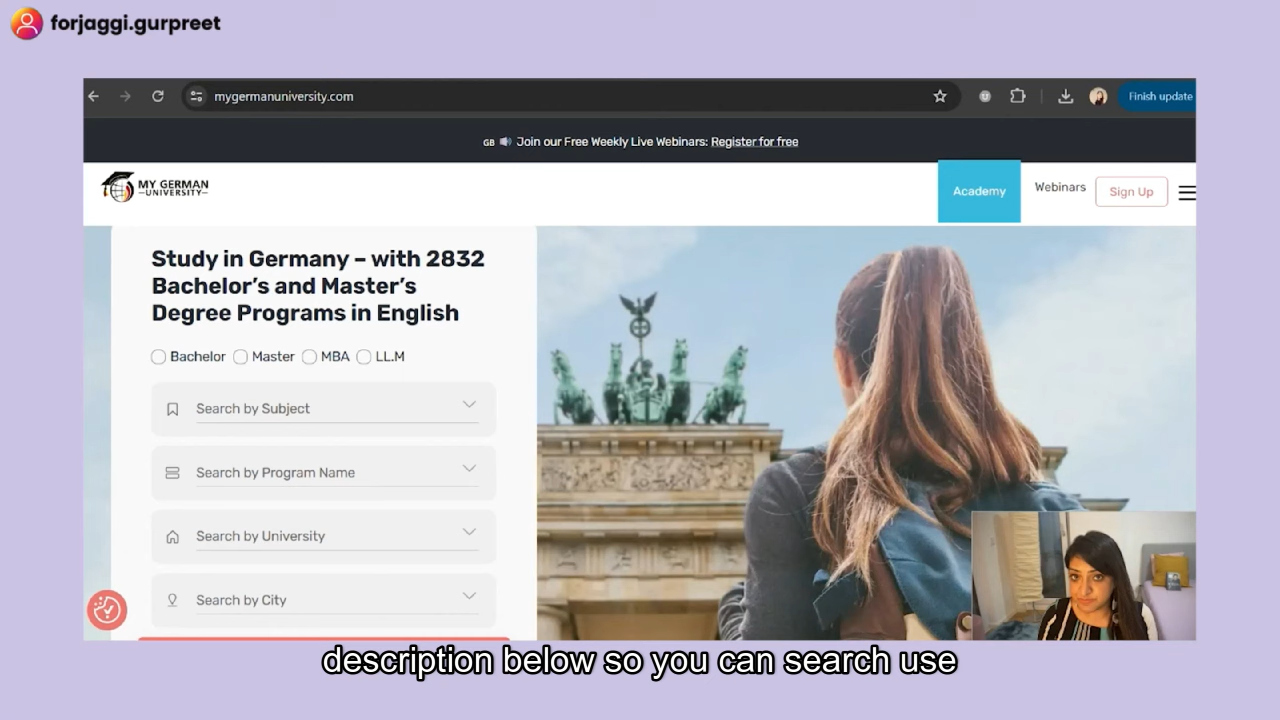 forjaggi.gurpreet
mygermanuniversity.com
Finish update
GB Join our Free Weekly Live Webinars: Register for free
MY GERMAN
UNIVERSITY
Academy
Webinars
Sign Up
Study in Germany – with 2832
Bachelor's and Master's
Degree Programs in English
Bachelor Master MBA LL.M
Search by Subject
Search by Program Name
Search by University
Search by City
description below so you can search use